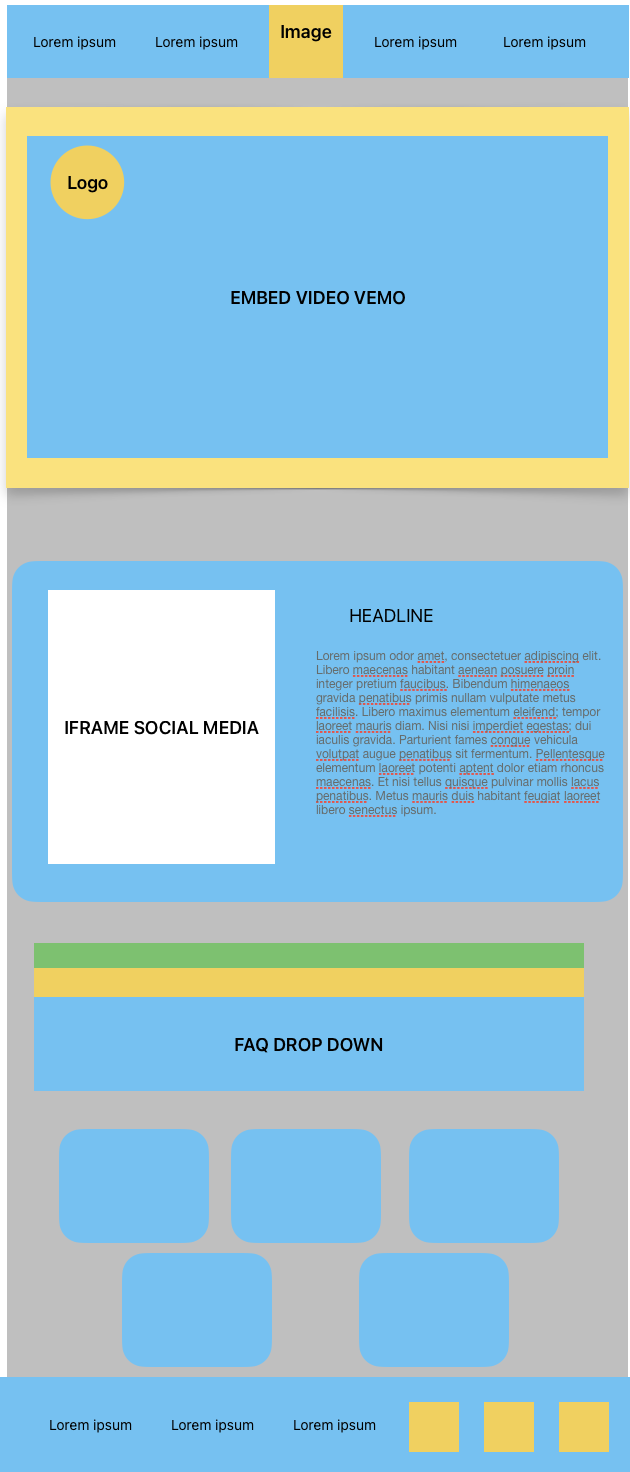 Lorem ipsum
Lorem ipsum
Image
Lorem ipsum
Lorem ipsum
Logo
EMBED VIDEO VEMO
IFRAME SOCIAL MEDIA
HEADLINE
Lorem ipsum odor amet, consectetuer adipiscing elit.
Libero maecenas habitant aenean posuere proin
integer pretium faucibus. Bibendum himenaeos
gravida penatibus primis nullam vulputate metus
facilisis. Libero maximus elementum eleifend; tempor
laoreet mauris diam. Nisi nisi imperdiet egestas; dui
iaculis gravida. Parturient fames congue vehicula
volutpat augue penatibus sit fermentum. Pellentesque
elementum laoreet potenti aptent dolor etiam rhoncus
maecenas. Et nisi tellus quisque pulvinar mollis lacus
penatibus. Metus mauris duis habitant feugiat laoreet
libero senectus ipsum.
FAQ DROP DOWN
Lorem ipsum
Lorem ipsum
Lorem ipsum